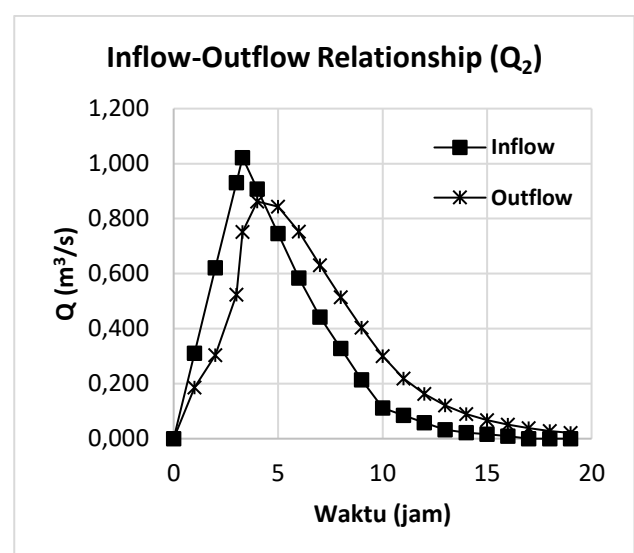 Inflow-Outflow Relationship (Q₂)
1,200
1,000
0,800
0,600
0,400
0,200
0,000
Q (m³/s)
Inflow
Outflow
0 5 10 15 20
Waktu (jam)